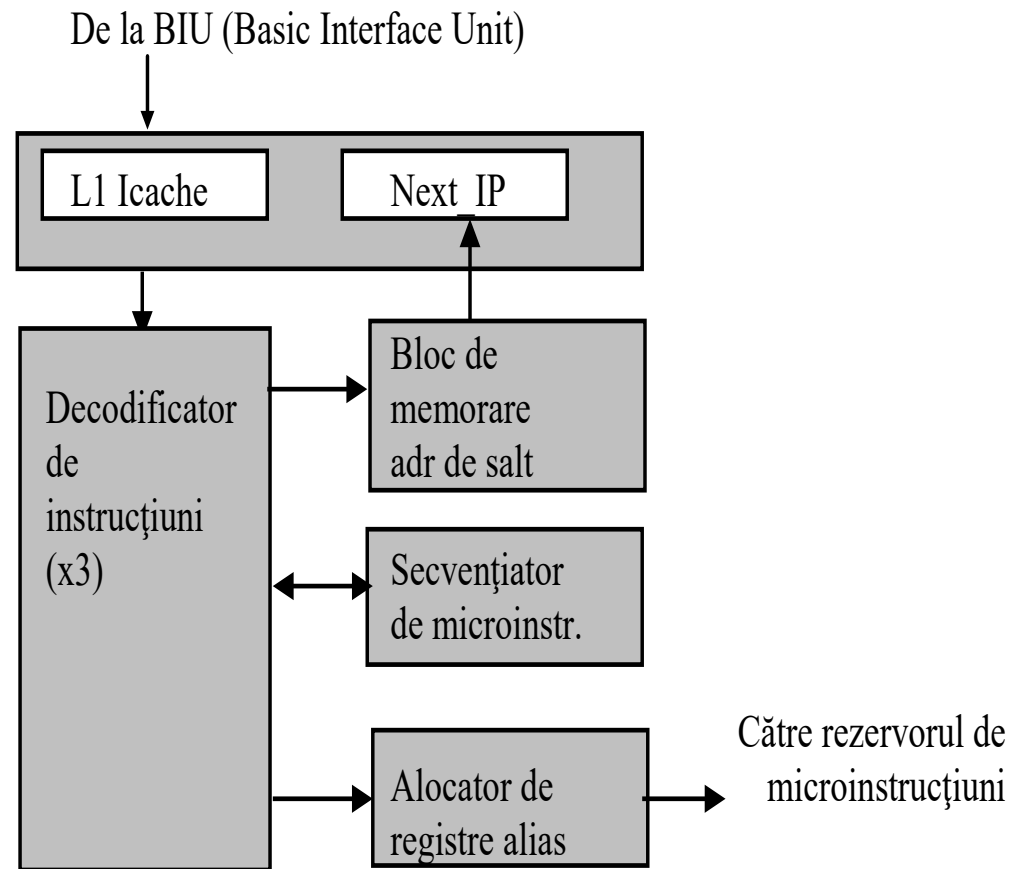 De la BIU (Basic Interface Unit)
L1 Icache
Next_IP
Bloc de
memorare
adr de salt
Decodificator
de
instrucţiuni
(x3)
Secvenţiator
de microinstr.
Alocator de
registre alias
Către rezervorul de
microinstrucţiuni